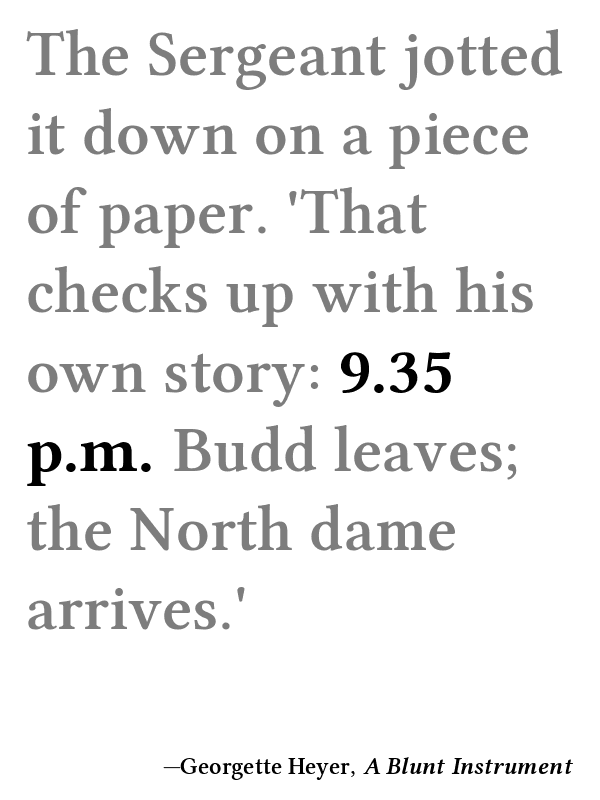 The Sergeant jotted
it down on a piece
of paper. 'That
checks up with his
own story: 9.35
p.m. Budd leaves;
the North dame
arrives.'
—Georgette Heyer, A Blunt Instrument